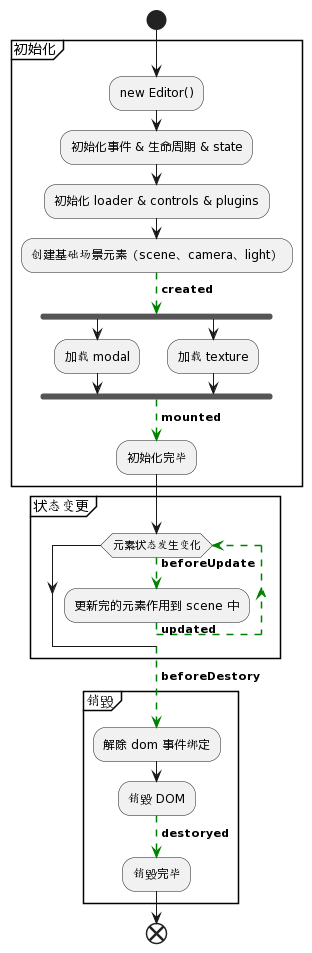 初始化
new Editor()
初始化事件 & 生命周期 & state
初始化 loader & controls & plugins
创建基础场景元素（scene、camera、light）
created
加载 modal
加载 texture
mounted
初始化完毕
状态变更
元素状态发生变化
beforeUpdate
更新完的元素作用到 scene 中
updated
beforeDestory
销毁
解除 dom 事件绑定
销毁 DOM
destoryed
销毁完毕